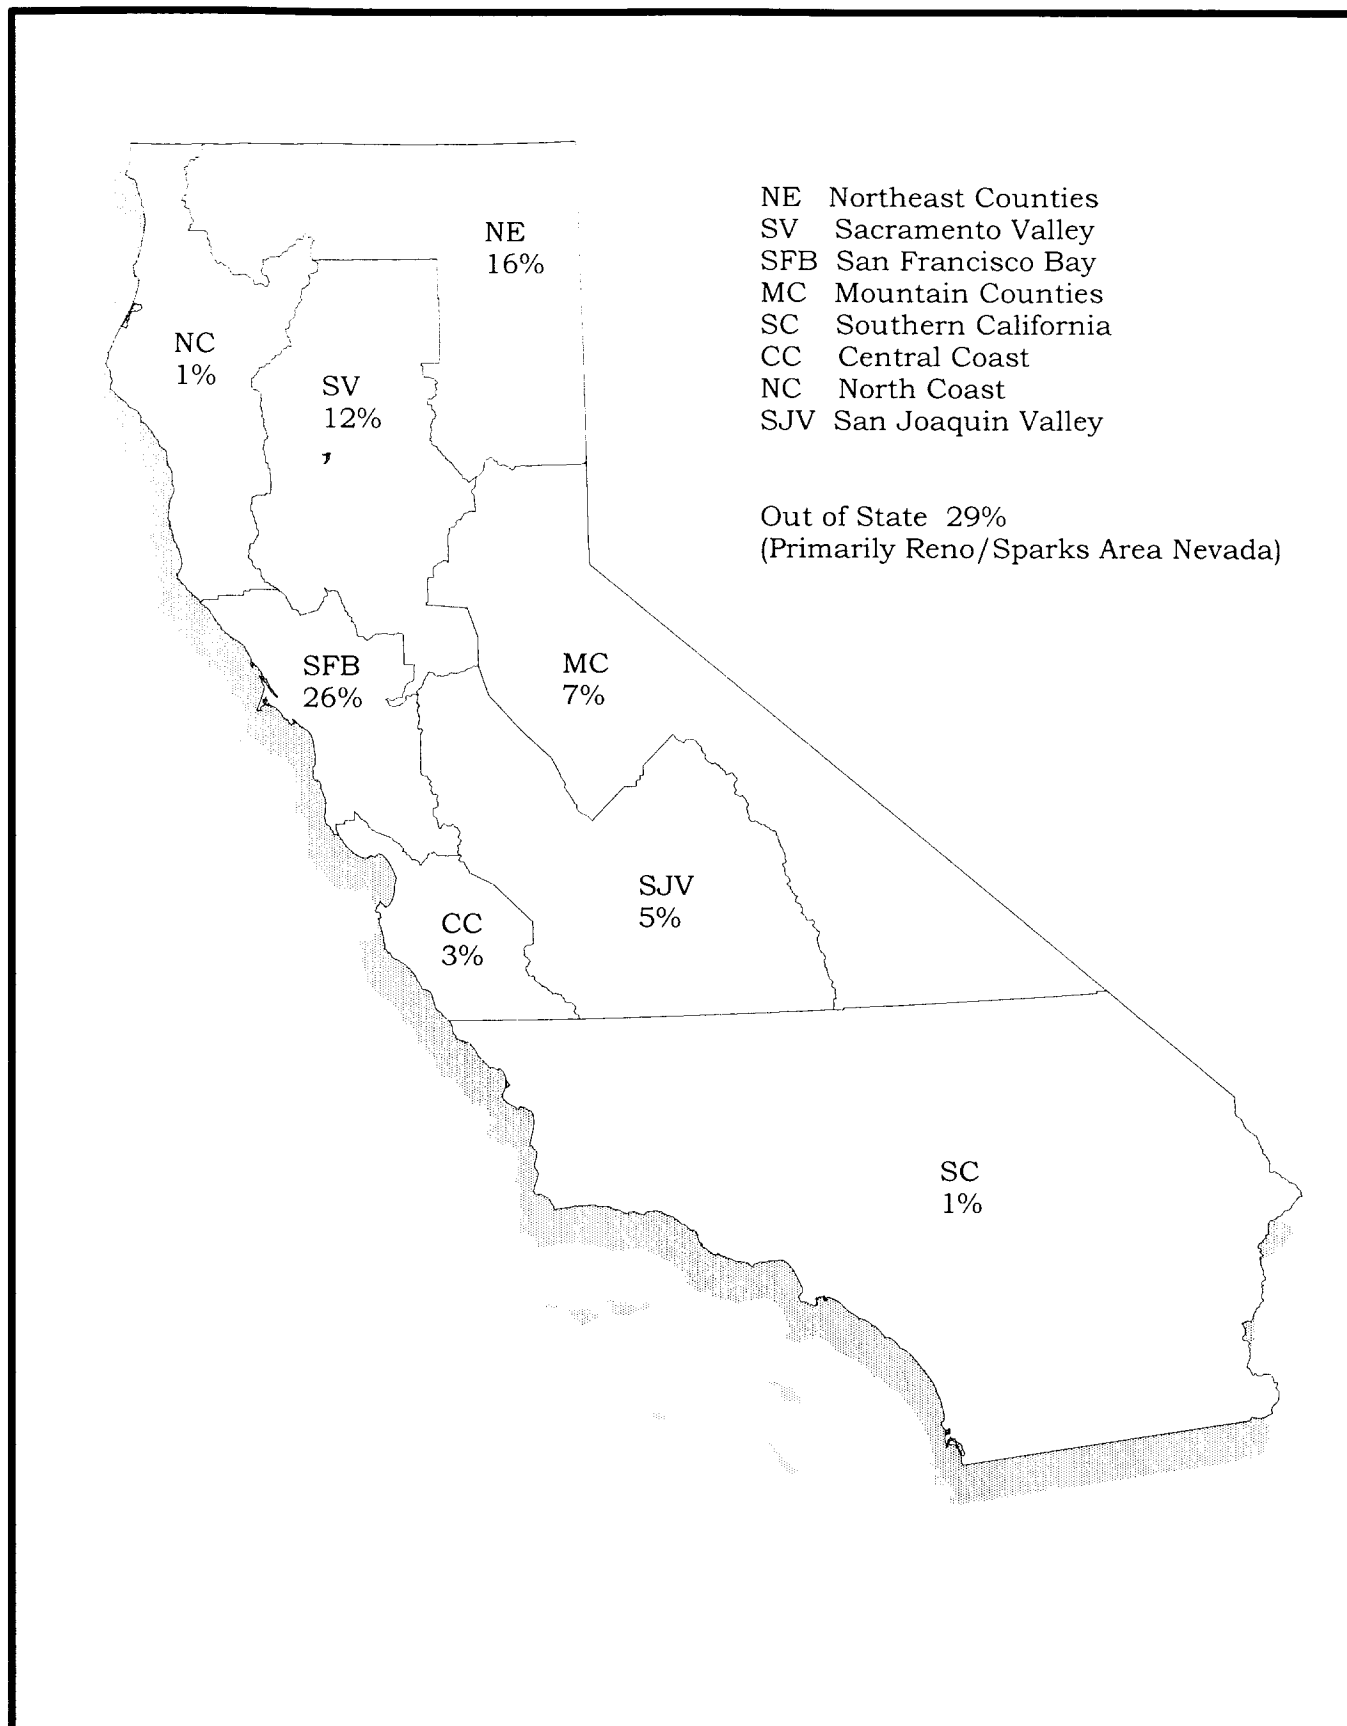 NE Northeast Counties
SV Sacramento Valley
SFB San Francisco Bay
MC Mountain Counties
SC Southern California
CC Central Coast
NC North Coast
SJV San Joaquin Valley
Out of State 29%
(Primarily Reno/Sparks Area Nevada)
NE
16%
NC
1%
SV
12%
SFB
26%
MC
7%
SJV
5%
CC
3%
SC
1%